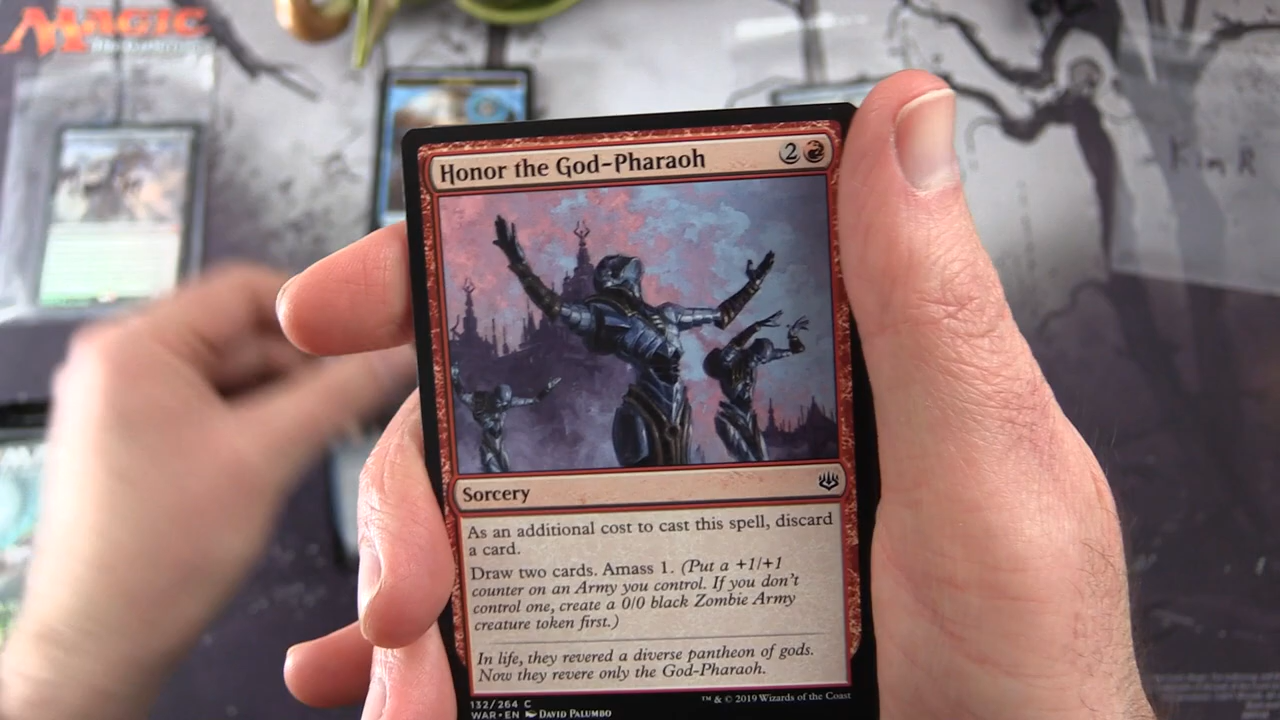 MAGIC
Honor the God-Pharaoh 2
Sorcery
As an additional cost to cast this spell, discard
a card.
Draw two cards. Amass 1. (Put a +1/+1
counter on an Army you control. If you don't
control one, create a 0/0 black Zombie Army
creature token first.)
In life, they revered a diverse pantheon of gods.
Now they revere only the God-Pharaoh.
132/264 C
WAR • EN DAVID PALUMBO
™ & © 2019 Wizards of the Coast